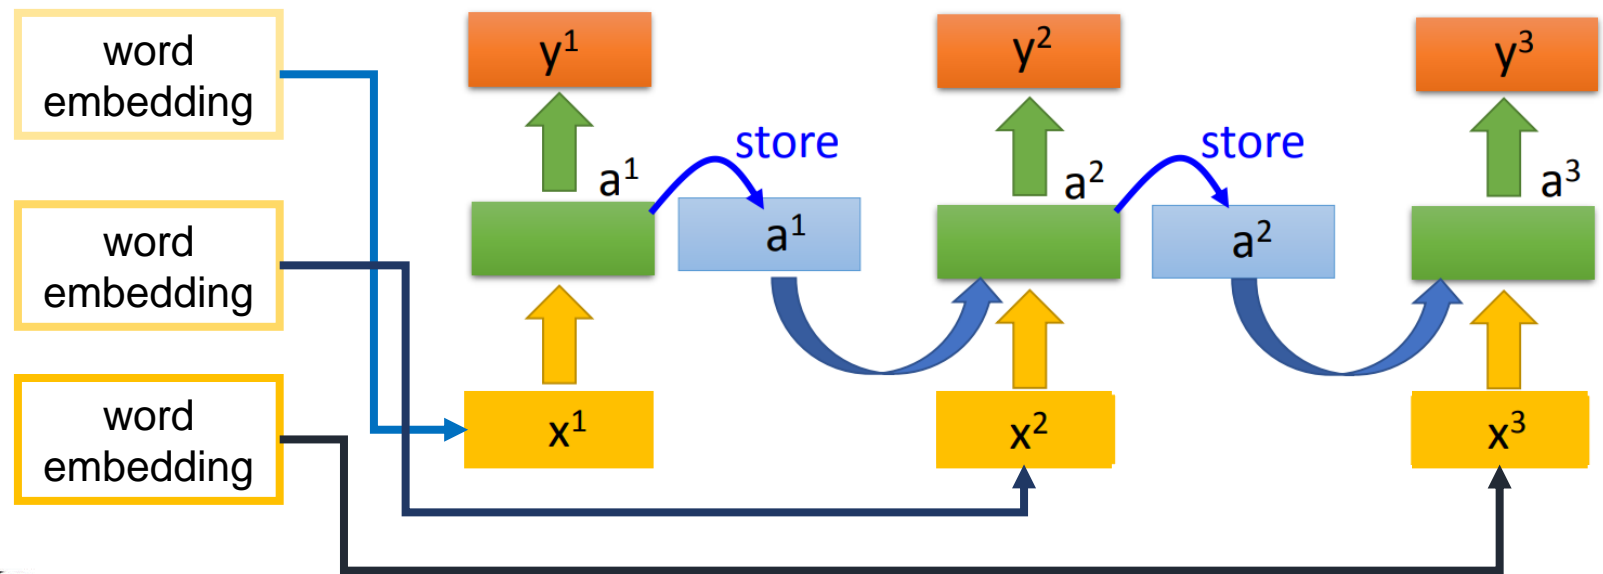 word
embedding
word
embedding
word
embedding
y¹
y²
y³
store
store
a¹
a²
a³
a¹
a²
x¹
x²
x³